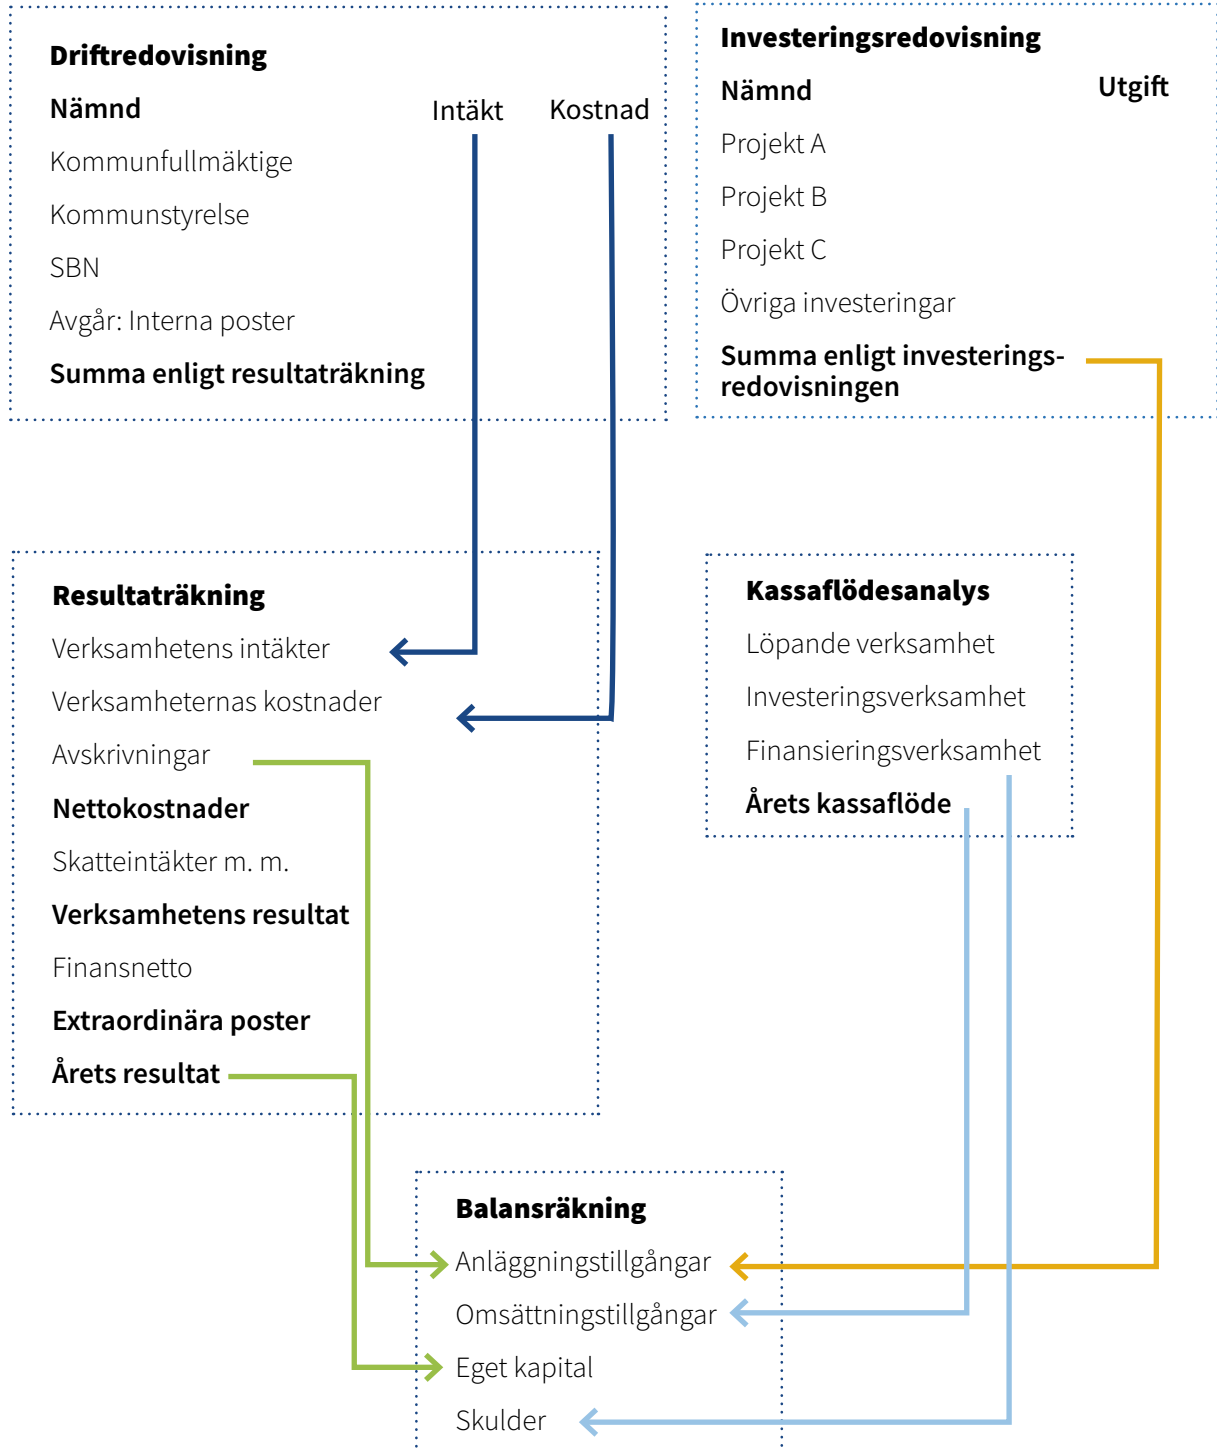 Driftredovisning
Nämnd Intäkt Kostnad
Kommunfullmäktige
Kommunstyrelse
SBN
Avgår: Interna poster
Summa enligt resultaträkning
Investeringsredovisning
Nämnd Utgift
Projekt A
Projekt B
Projekt C
Övriga investeringar
Summa enligt investerings-
redovisningen
Resultaträkning
Verksamhetens intäkter
Verksamheternas kostnader
Avskrivningar
Nettokostnader
Skatteintäkter m. m.
Verksamhetens resultat
Finansnetto
Extraordinära poster
Årets resultat
Kassaflödesanalys
Löpande verksamhet
Investeringsverksamhet
Finansieringsverksamhet
Årets kassaflöde
Balansräkning
Anläggningstillgångar
Omsättningstillgångar
Eget kapital
Skulder